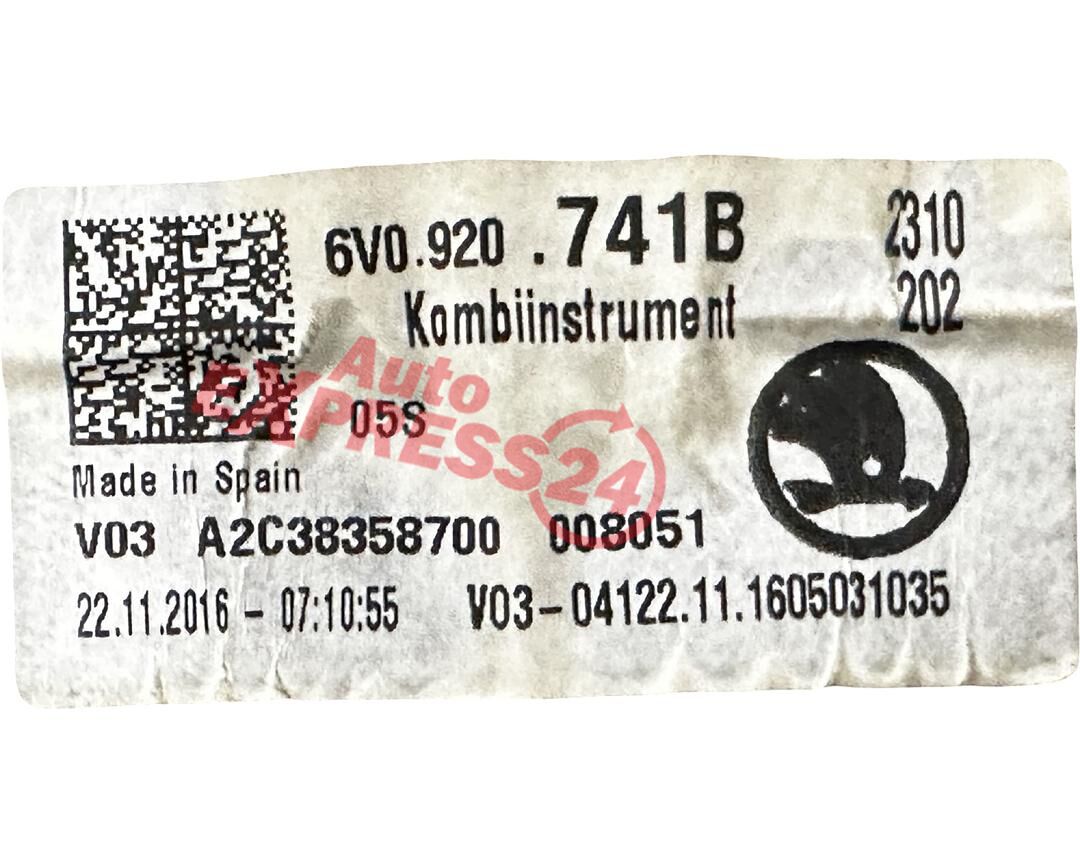 6V0.920 .741B 2310
Kombiinstrument 202
Auto
EXPRESS24
05S
Made in Spain
V03 A2C38358700 008051
22.11.2016 - 07:10:55 V03-04122.11.1605031035